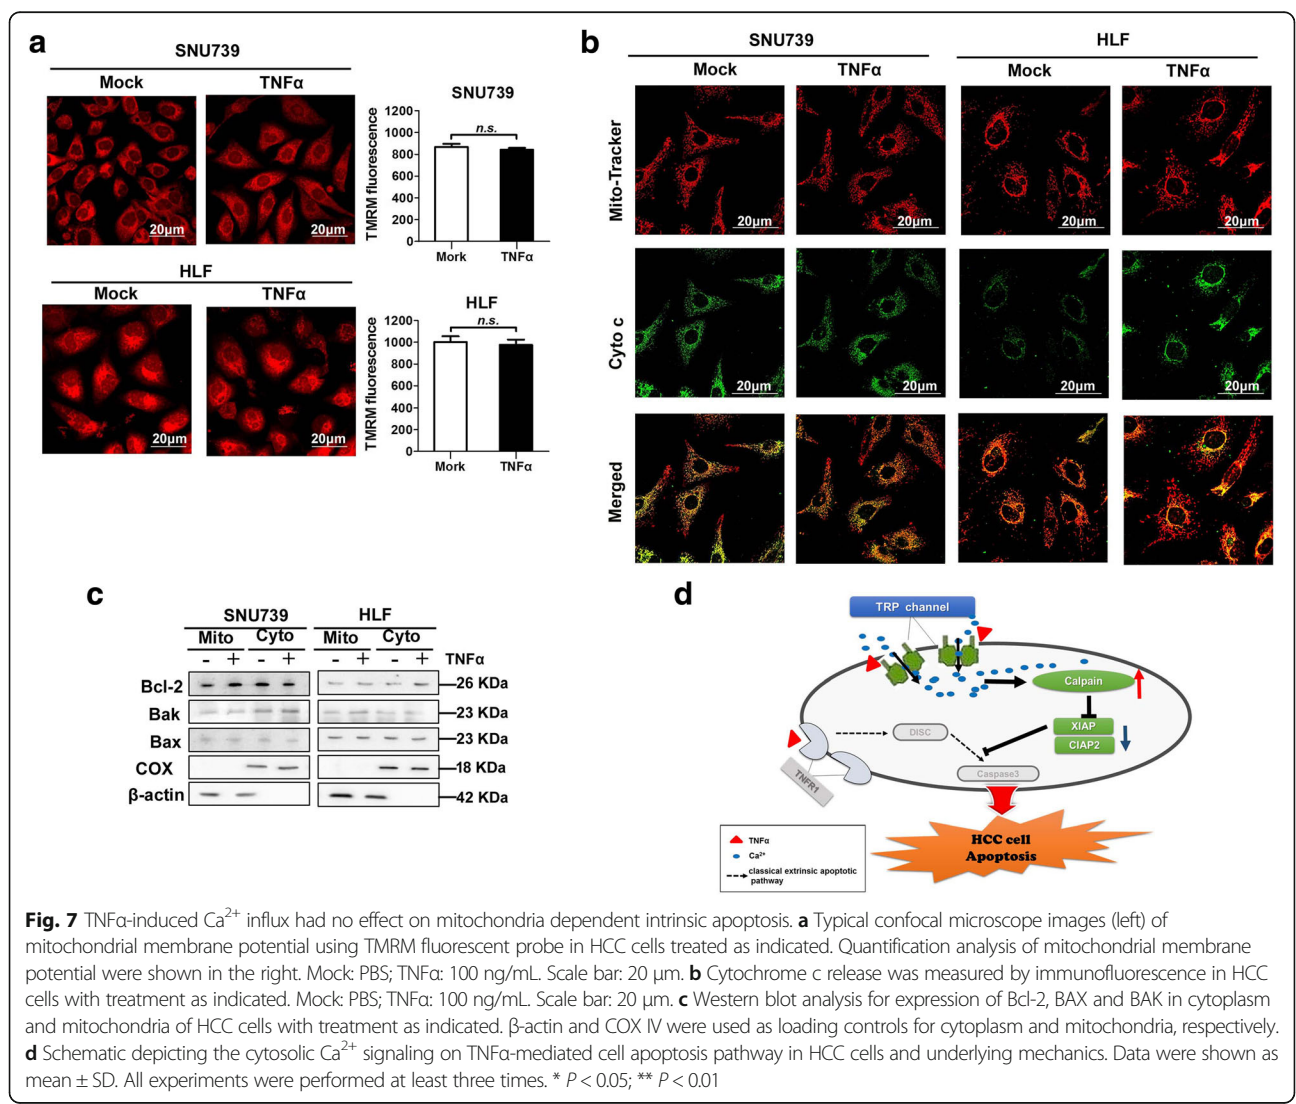 a
SNU739
Mock TNFα
20μm 20μm
SNU739
TMRM fluorescence
1200
1000
800
600
400
200
0
n.s.
Mork TNFα
HLF
Mock TNFα
20μm 20μm
HLF
TMRM fluorescence
1200
1000
800
600
400
200
0
n.s.
Mork TNFα
b
SNU739 HLF
Mock TNFα Mock TNFα
Mito-Tracker
20μm 20μm 20μm 20μm
Cyto c
20μm 20μm 20μm 20μm
Merged
c
SNU739 HLF
Mito Cyto Mito Cyto
- + - + - + - + TNFα
Bcl-2 26 KDa
Bak 23 KDa
Bax 23 KDa
COX 18 KDa
β-actin 42 KDa
d
TRP channel
Calpain
XIAP
CIAP2
DISC
Caspase3
TNFR1
HCC cell
Apoptosis
TNFα
Ca²⁺
classical extrinsic apoptotic
pathway
Fig. 7 TNFα-induced Ca²⁺ influx had no effect on mitochondria dependent intrinsic apoptosis. a Typical confocal microscope images (left) of
mitochondrial membrane potential using TMRM fluorescent probe in HCC cells treated as indicated. Quantification analysis of mitochondrial membrane
potential were shown in the right. Mock: PBS; TNFα: 100 ng/mL. Scale bar: 20 μm. b Cytochrome c release was measured by immunofluorescence in HCC
cells with treatment as indicated. Mock: PBS; TNFα: 100 ng/mL. Scale bar: 20 μm. c Western blot analysis for expression of Bcl-2, BAX and BAK in cytoplasm
and mitochondria of HCC cells with treatment as indicated. β-actin and COX IV were used as loading controls for cytoplasm and mitochondria, respectively.
d Schematic depicting the cytosolic Ca²⁺ signaling on TNFα-mediated cell apoptosis pathway in HCC cells and underlying mechanics. Data were shown as
mean ± SD. All experiments were performed at least three times. * P < 0.05; ** P < 0.01